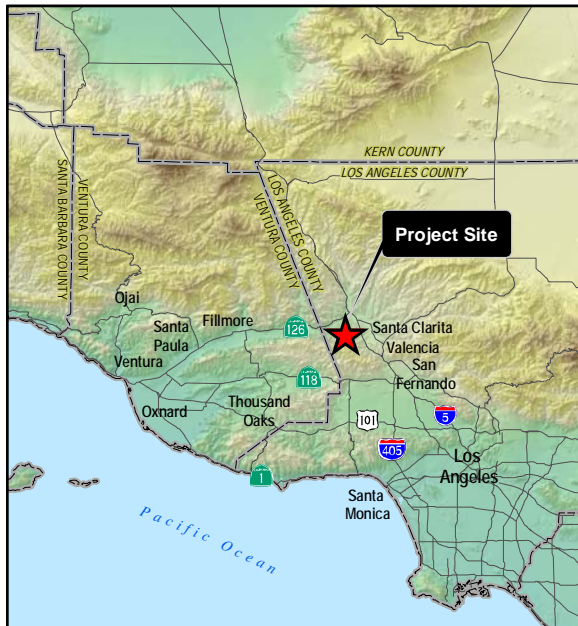 KERN COUNTY
LOS ANGELES COUNTY
SANTA BARBARA COUNTY
VENTURA COUNTY
LOS ANGELES COUNTY
VENTURA COUNTY
Project Site
Ojai
Santa
Paula
Fillmore
126
Santa Clarita
Valencia
San
Fernando
Ventura
118
Oxnard
Thousand
Oaks
101
5
405
Los
Angeles
1
Santa
Monica
Pacific Ocean